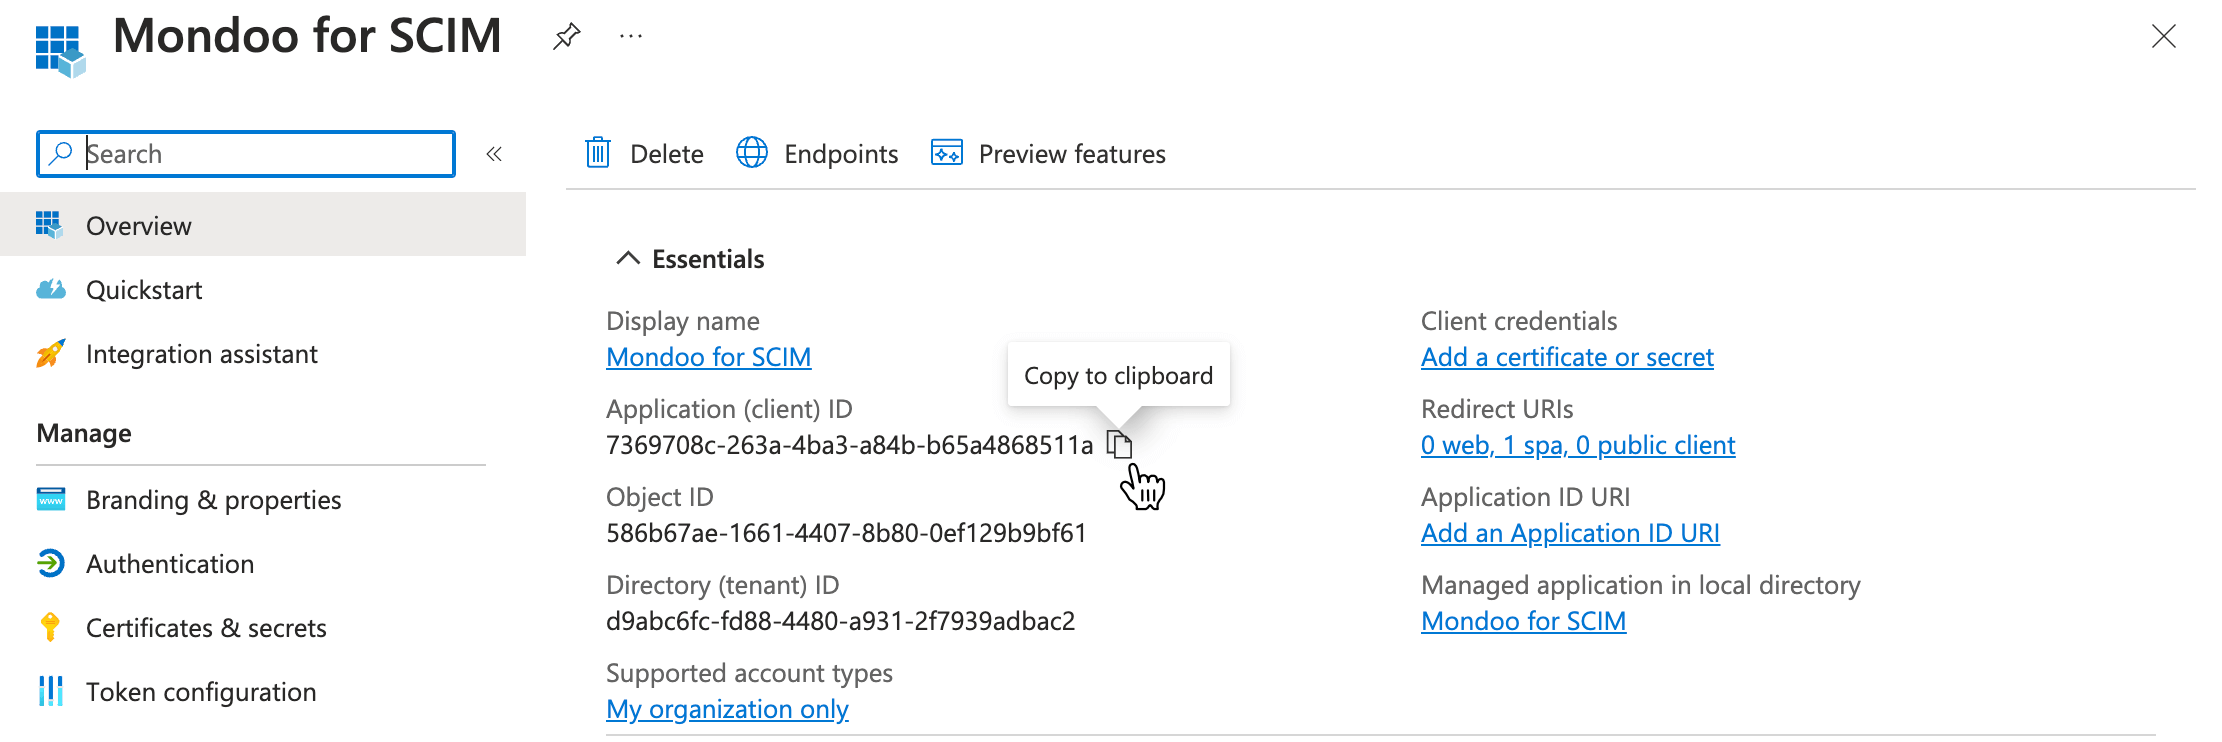 Mondoo for SCIM
Search
Overview
Quickstart
Integration assistant
Manage
Branding & properties
Authentication
Certificates & secrets
Token configuration
Delete
Endpoints
Preview features
Essentials
Display name
Mondoo for SCIM
Copy to clipboard
Application (client) ID
7369708c-263a-4ba3-a84b-b65a4868511a
Object ID
586b67ae-1661-4407-8b80-0ef129b9bf61
Directory (tenant) ID
d9abc6fc-fd88-4480-a931-2f7939adbac2
Supported account types
My organization only
Client credentials
Add a certificate or secret
Redirect URIs
0 web, 1 spa, 0 public client
Application ID URI
Add an Application ID URI
Managed application in local directory
Mondoo for SCIM